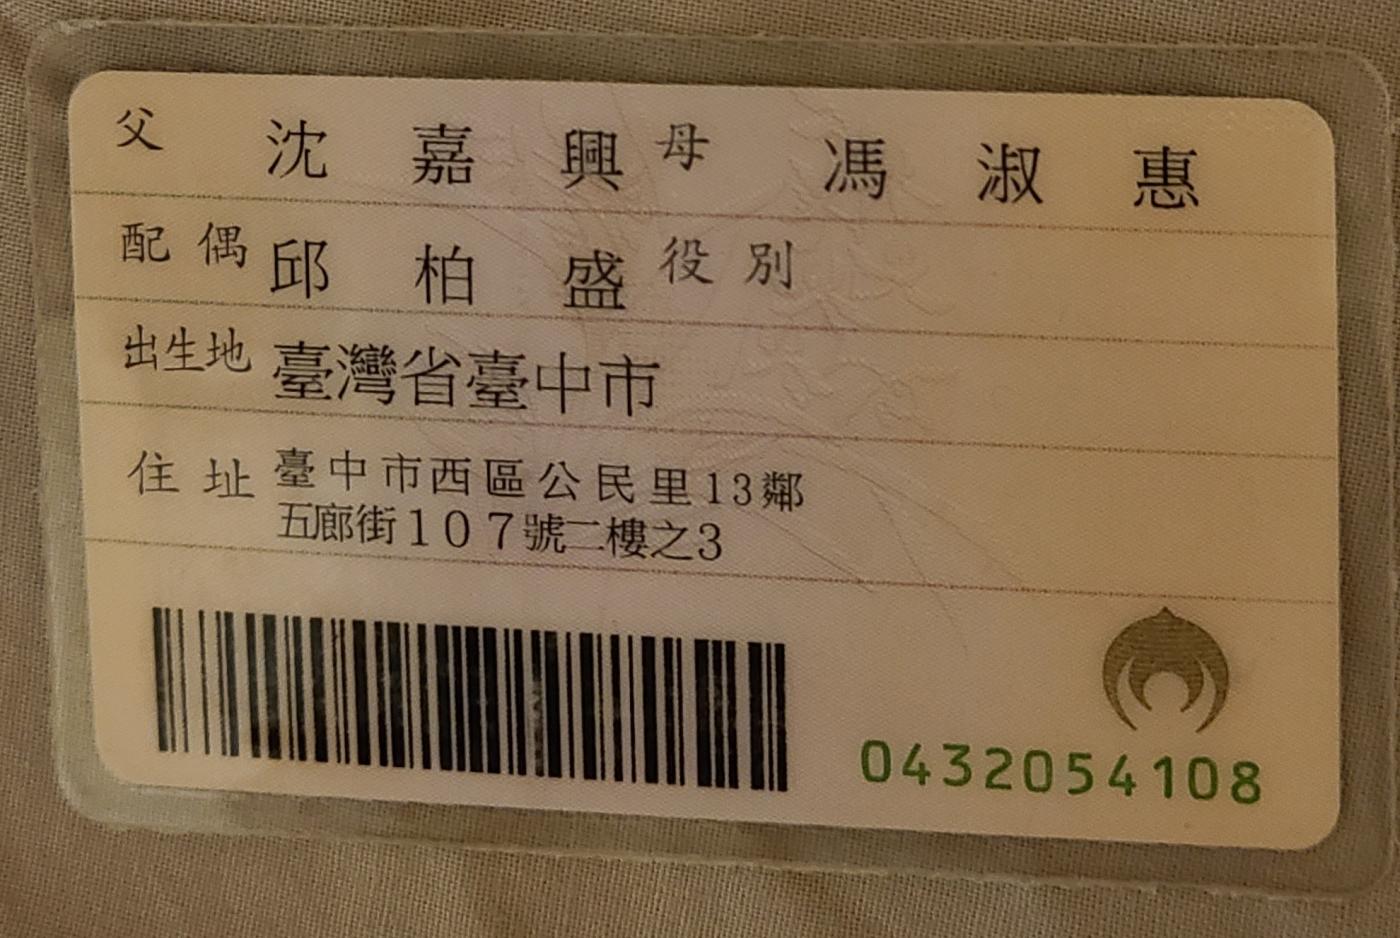 父 沈嘉興 母 馮淑惠
配偶 邱柏盛 役別
出生地 臺灣省臺中市
住址 臺中市西區公民里13鄰
五廊街107號二樓之3
0432054108